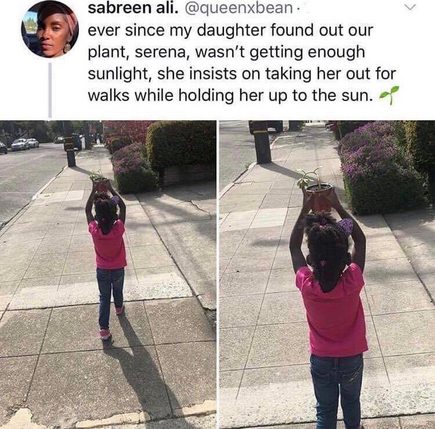 sabreen ali. @queenxbean ·
ever since my daughter found out our
plant, serena, wasn’t getting enough
sunlight, she insists on taking her out for
walks while holding her up to the sun. 🌱